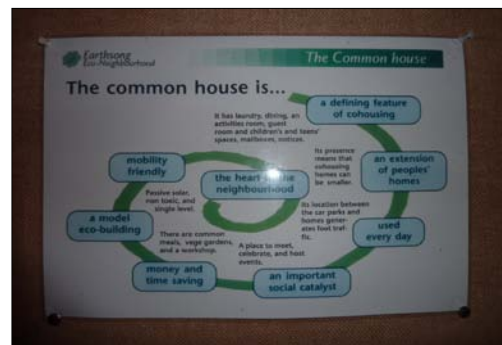 Earthsong
Eco-Neighbourhood
The Common house
The common house is...
a defining feature
of cohousing
It has laundry, dining, an
activities room, guest
room and children's and teens'
spaces, mailboxes, notices.
Its presence
means that
cohousing
homes can
be smaller.
an extension
of peoples'
homes
mobility
friendly
the heart of the
neighbourhood
Passive solar,
non toxic, and
single level.
Its location between
the car parks and
homes gener-
ates foot traf-
fic.
used
every day
a model
eco-building
There are common
meals, vege gardens,
and a workshop.
A place to meet,
celebrate, and host
events.
money and
time saving
an important
social catalyst